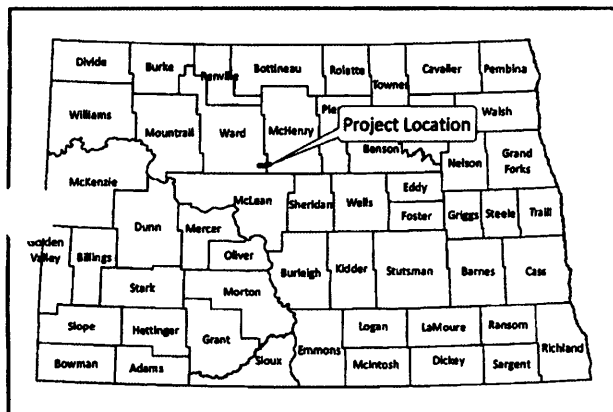 Divide Burke Renville Bottineau Rolette Towner Cavalier Pembina
Williams Mountrail Ward McHenry Pie Walsh
Project Location
Benson Nelson Grand
Forks
McKenzie McLean Sheridan Wells Eddy
Foster Griggs Steele Traill
Dunn Mercer
Golden
Valley Billings Oliver Burleigh Kidder Stutsman Barnes Cass
Stark Morton
Slope Hettinger Grant Logan LaMoure Ransom
Bowman Adams Sioux Emmons McIntosh Dickey Sargent Richland